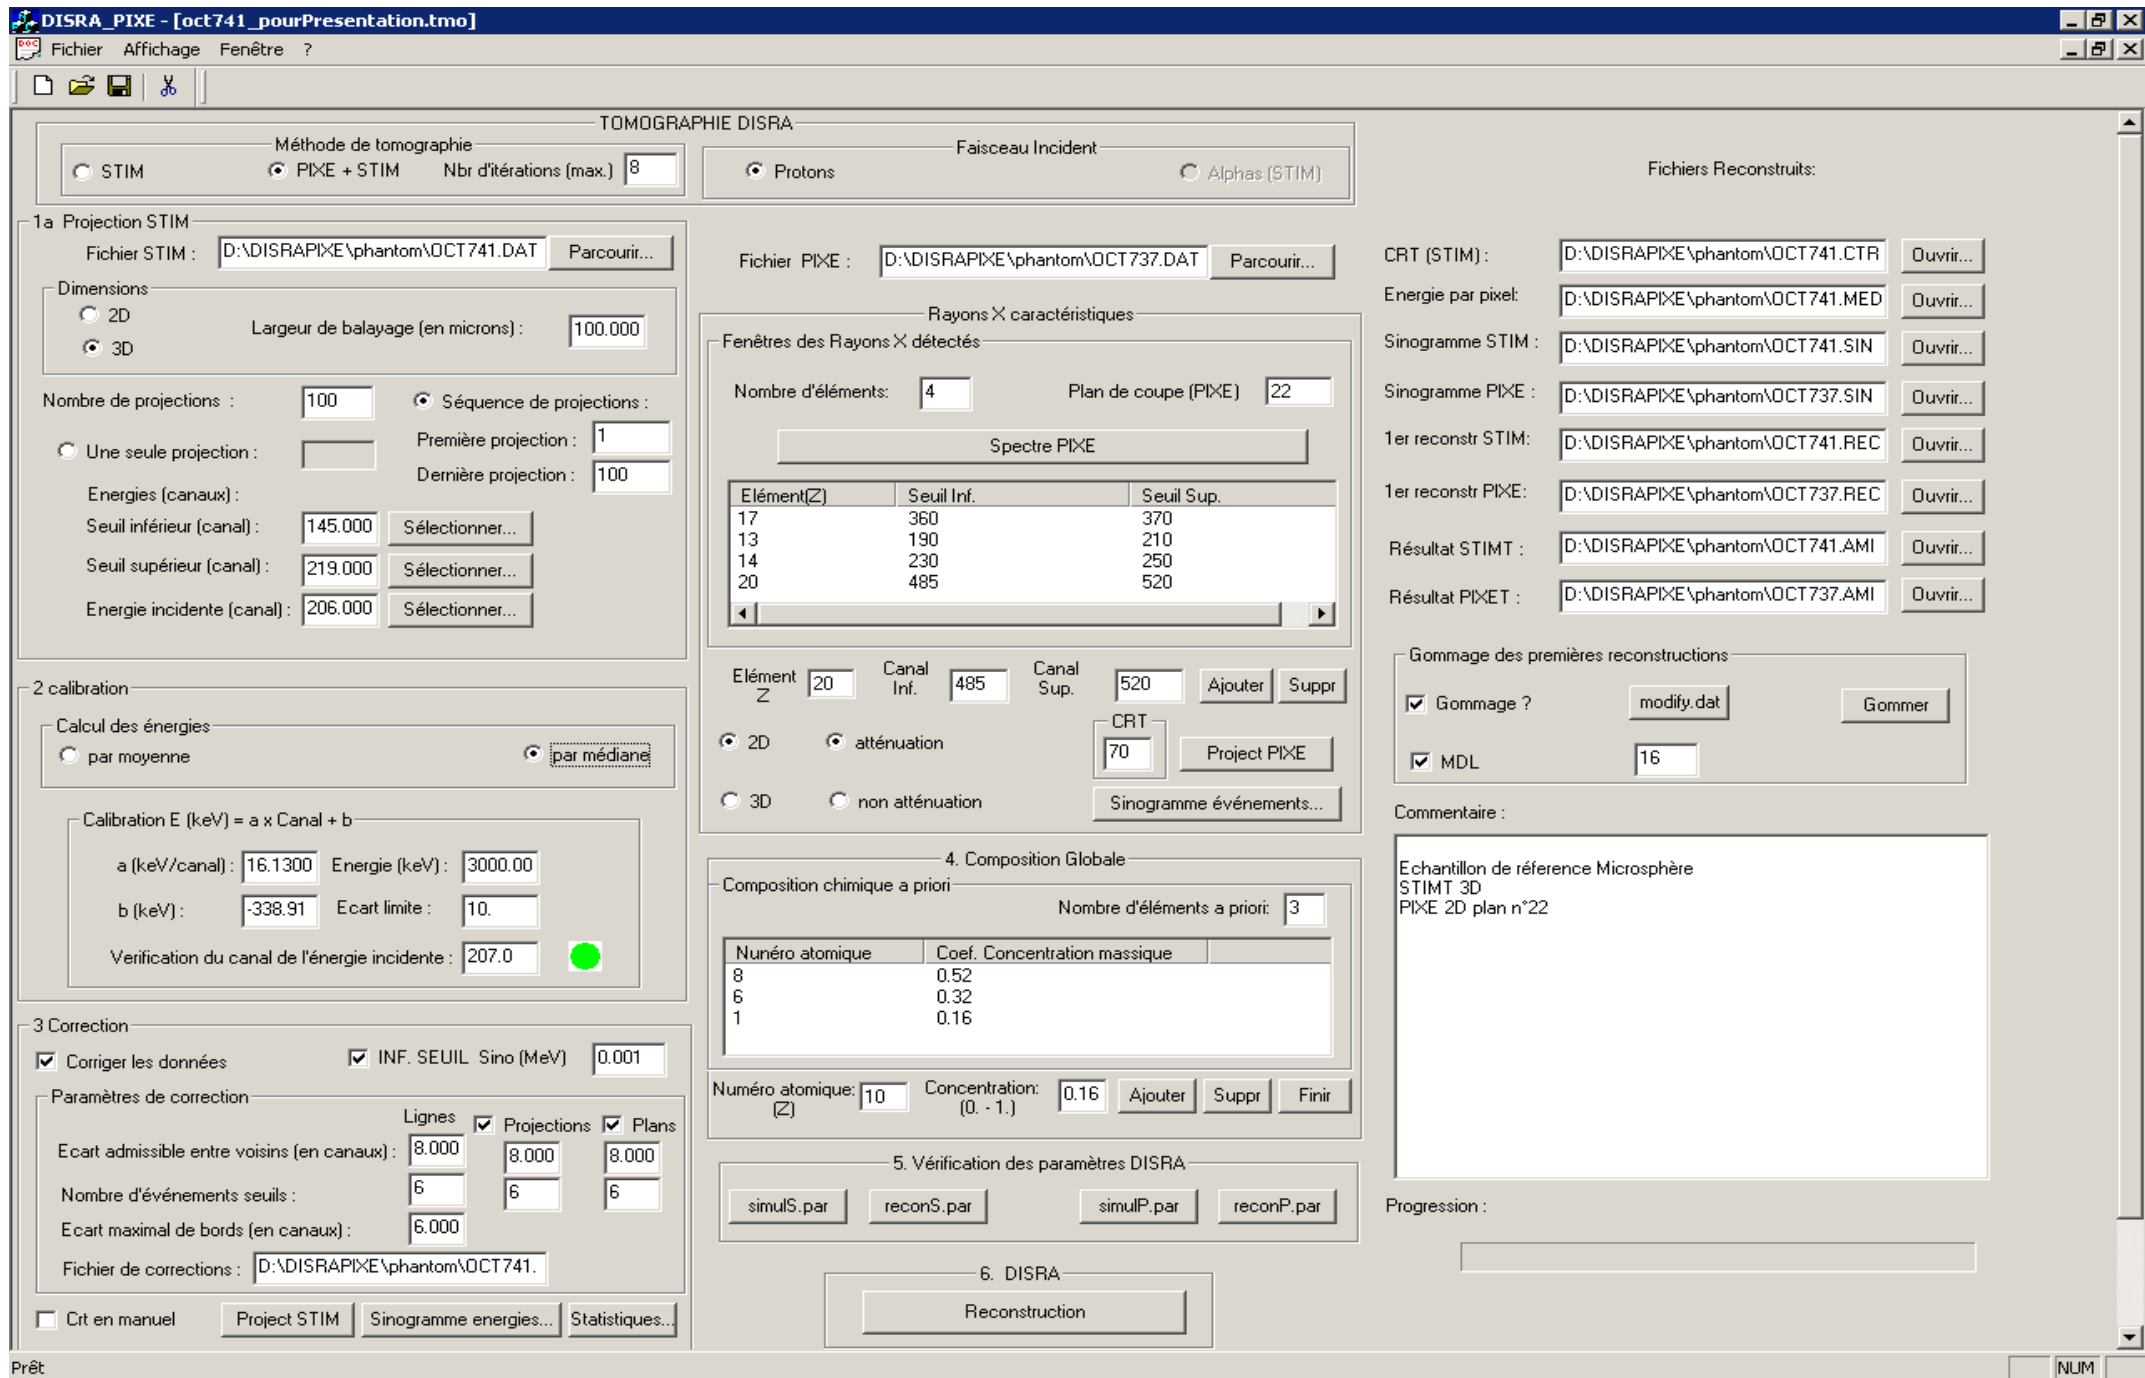 DISRA_PIXE - [oct741_pourPresentation.tmo]
Fichier Affichage Fenêtre ?
TOMOGRAPHIE DISRA
Méthode de tomographie
STIM
PIXE + STIM
Nbr d'itérations (max.) 8
Faisceau Incident
Protons
Alphas (STIM)
1a Projection STIM
Fichier STIM : D:\DISRAPIXE\phantom\OCT741.DAT Parcourir...
Dimensions
2D
3D
Largeur de balayage (en microns) : 100.000
Nombre de projections : 100
Séquence de projections :
Une seule projection :
Première projection : 1
Dernière projection : 100
Energies (canaux) :
Seuil inférieur (canal) : 145.000 Sélectionner...
Seuil supérieur (canal) : 219.000 Sélectionner...
Energie incidente (canal) : 206.000 Sélectionner...
2 calibration
Calcul des énergies
par moyenne
par médiane
Calibration E (keV) = a x Canal + b
a (keV/canal) : 16.1300 Energie (keV) : 3000.00
b (keV) : -338.91 Ecart limite : 10.
Verification du canal de l'énergie incidente : 207.0
3 Correction
Corriger les données
INF. SEUIL Sino (MeV) 0.001
Paramètres de correction
Lignes Projections Plans
Ecart admissible entre voisins (en canaux) : 8.000 8.000 8.000
Nombre d'événements seuils : 6 6 6
Ecart maximal de bords (en canaux) : 6.000
Fichier de corrections : D:\DISRAPIXE\phantom\OCT741.
Crt en manuel
Project STIM
Sinogramme energies...
Statistiques...
Fichier PIXE : D:\DISRAPIXE\phantom\OCT737.DAT Parcourir...
Rayons X caractéristiques
Fenêtres des Rayons X détectés
Nombre d'éléments: 4 Plan de coupe (PIXE) 22
Spectre PIXE
Elément(Z) Seuil Inf. Seuil Sup.
17 360 370
13 190 210
14 230 250
20 485 520
Elément Z 20 Canal Inf. 485 Canal Sup. 520 Ajouter Suppr
2D
atténuation
CRT
70
Project PIXE
3D
non atténuation
Sinogramme événements...
4. Composition Globale
Composition chimique a priori
Nombre d'éléments a priori: 3
Nunéro atomique Coef. Concentration massique
8 0.52
6 0.32
1 0.16
Numéro atomique: (Z) 10 Concentration: (0. - 1.) 0.16 Ajouter Suppr Finir
5. Vérification des paramètres DISRA
simulS.par reconS.par simulP.par reconP.par
6. DISRA
Reconstruction
Fichiers Reconstruits:
CRT (STIM) : D:\DISRAPIXE\phantom\OCT741.CTR Ouvrir...
Energie par pixel: D:\DISRAPIXE\phantom\OCT741.MED Ouvrir...
Sinogramme STIM : D:\DISRAPIXE\phantom\OCT741.SIN Ouvrir...
Sinogramme PIXE : D:\DISRAPIXE\phantom\OCT737.SIN Ouvrir...
1er reconstr STIM: D:\DISRAPIXE\phantom\OCT741.REC Ouvrir...
1er reconstr PIXE: D:\DISRAPIXE\phantom\OCT737.REC Ouvrir...
Résultat STIMT : D:\DISRAPIXE\phantom\OCT741.AMI Ouvrir...
Résultat PIXET : D:\DISRAPIXE\phantom\OCT737.AMI Ouvrir...
Gommage des premières reconstructions
Gommage ? modify.dat Gommer
MDL 16
Commentaire :
Echantillon de réference Microsphère
STIMT 3D
PIXE 2D plan n°22
Progression :
Prêt
NUM